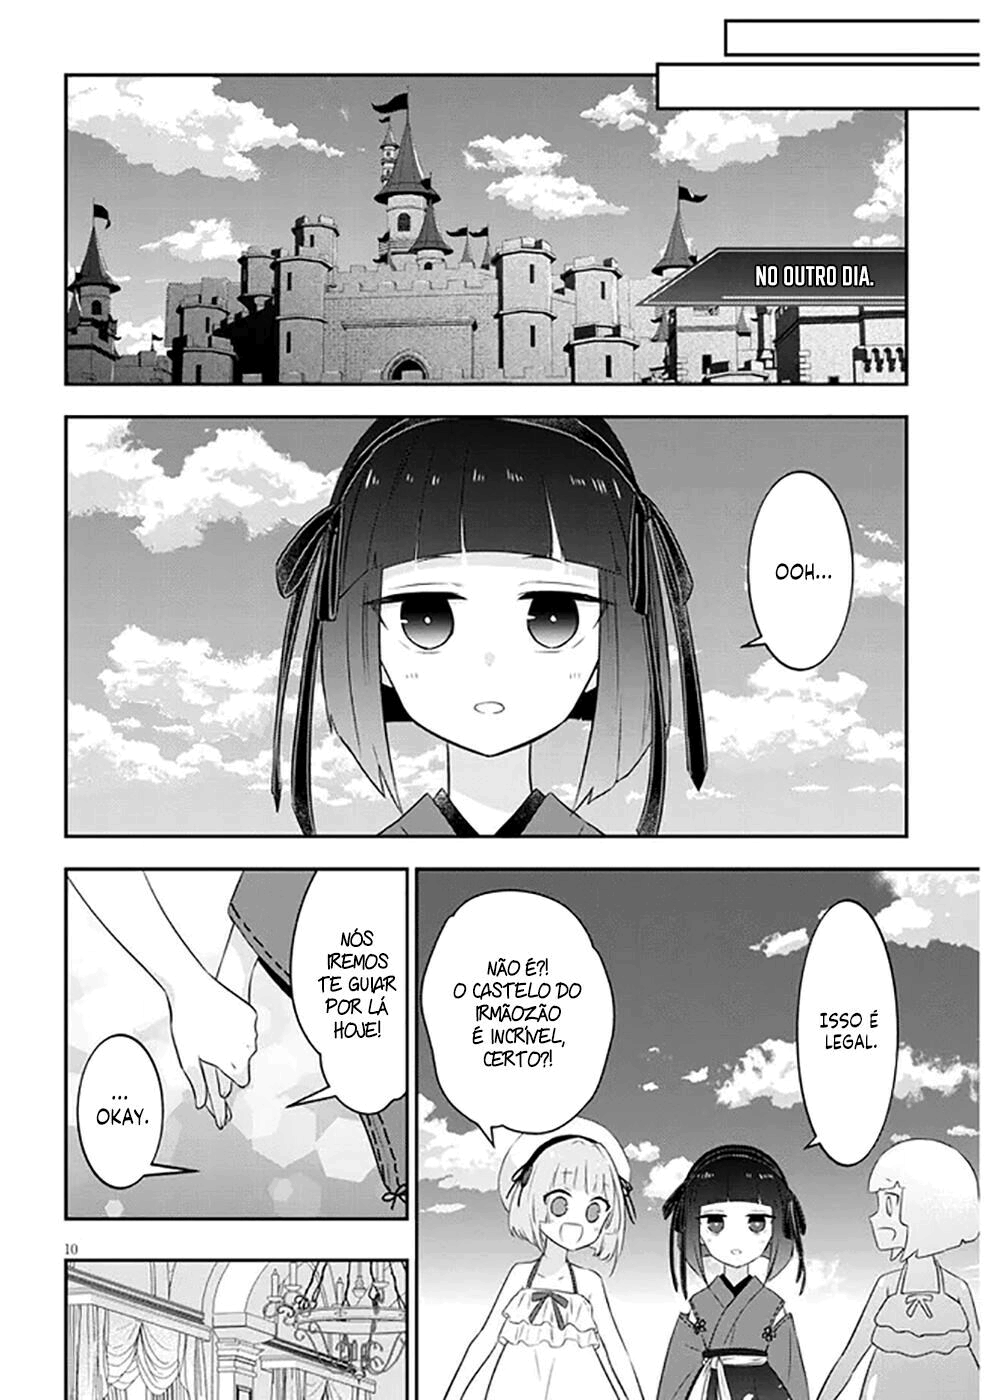 NO OUTRO DIA.
OOH...
ISSO É
LEGAL.
NÃO É?!
O CASTELO DO
IRMÃOZÃO
É INCRÍVEL,
CERTO?!
NÓS
IREMOS
TE GUIAR
POR LÁ
HOJE!
...
OKAY.
10